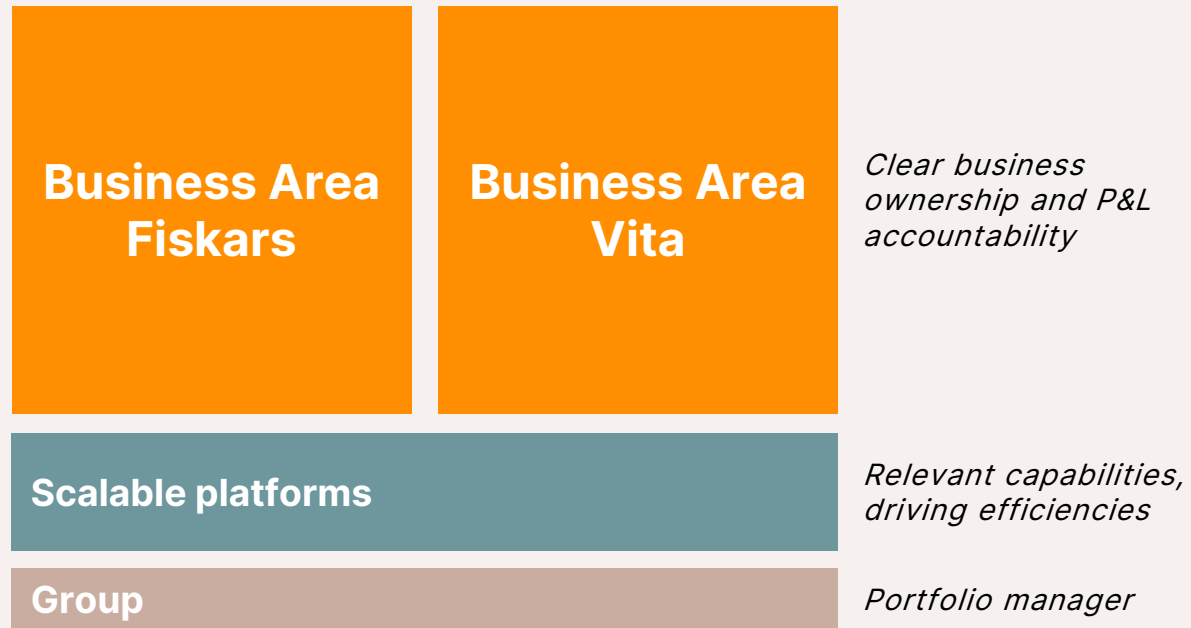 Business Area
Fiskars
Business Area
Vita
Clear business
ownership and P&L
accountability
Scalable platforms
Relevant capabilities,
driving efficiencies
Group
Portfolio manager